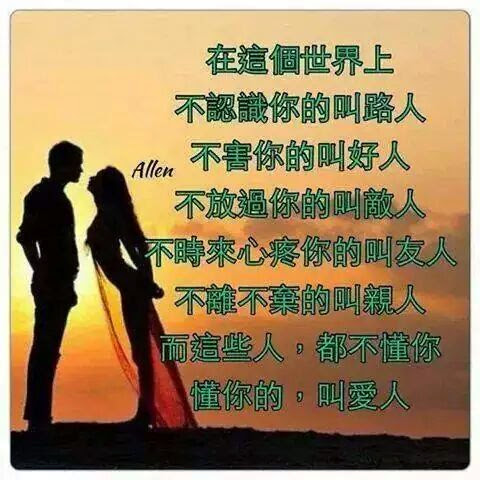 在這個世界上
不認識你的叫路人
不害你的叫好人
Allen
不放過你的叫敵人
不時來心疼你的叫友人
不離不棄的叫親人
而這些人，都不懂你
懂你的，叫愛人